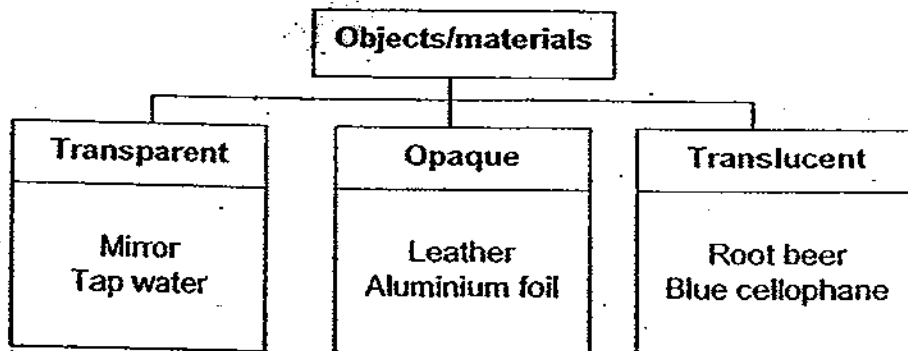 Objects/materials
Transparent
Opaque
Translucent
Mirror
Tap water
Leather
Aluminium foil
Root beer
Blue cellophane